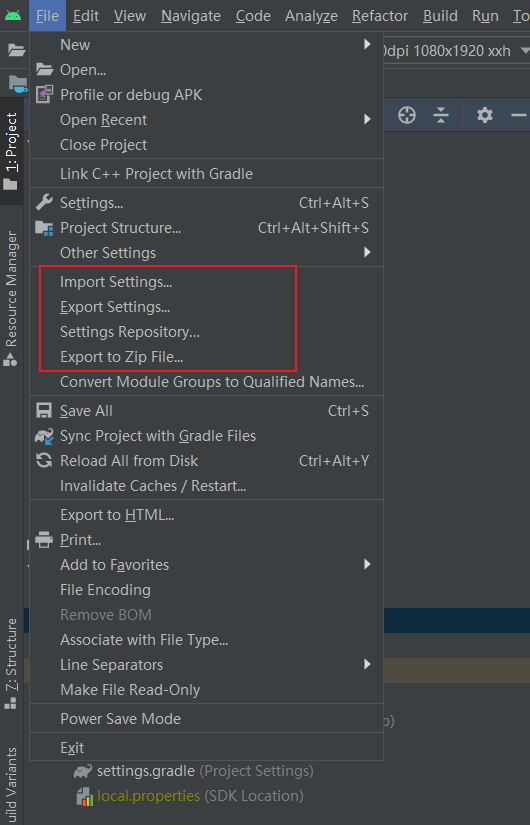 File Edit View Navigate Code Analyze Refactor Build Run To
0dpi 1080x1920 xxh
New
Open...
Profile or debug APK
Open Recent
Close Project
Link C++ Project with Gradle
Settings... Ctrl+Alt+S
Project Structure... Ctrl+Alt+Shift+S
Other Settings
Import Settings...
Export Settings...
Settings Repository...
Export to Zip File...
Convert Module Groups to Qualified Names...
Save All Ctrl+S
Sync Project with Gradle Files
Reload All from Disk Ctrl+Alt+Y
Invalidate Caches / Restart...
Export to HTML...
Print...
Add to Favorites
File Encoding
Remove BOM
Associate with File Type...
Line Separators
Make File Read-Only
Power Save Mode
Exit
settings.gradle (Project Settings)
local.properties (SDK Location)
1: Project
Resource Manager
7: Structure
uild Variants